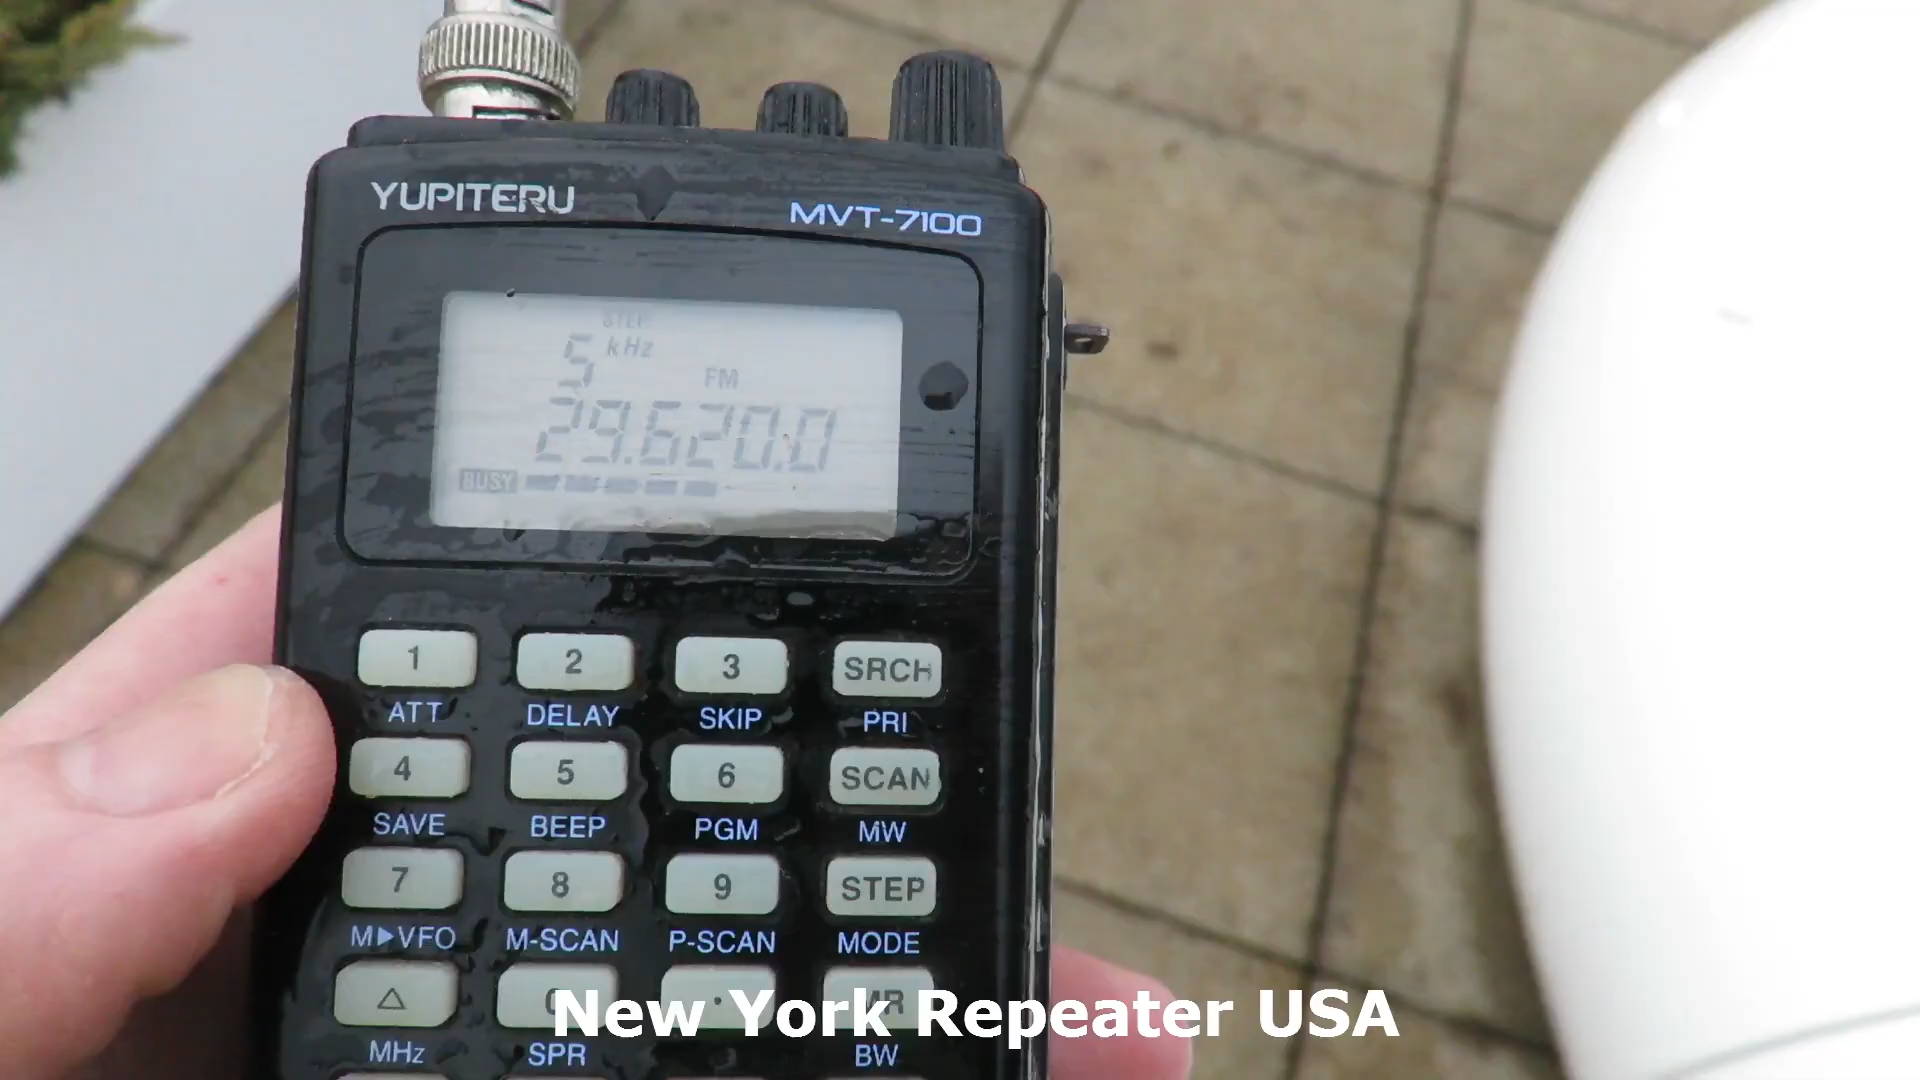 YUPITERU
MVT-7100
STEP
5 kHz
FM
29.620.0
BUSY
1 2 3 SRCH
ATT DELAY SKIP PRI
4 5 6 SCAN
SAVE BEEP PGM MW
7 8 9 STEP
M▶VFO M-SCAN P-SCAN MODE
△ 0 · MR
New York Repeater USA
MHz SPR BW